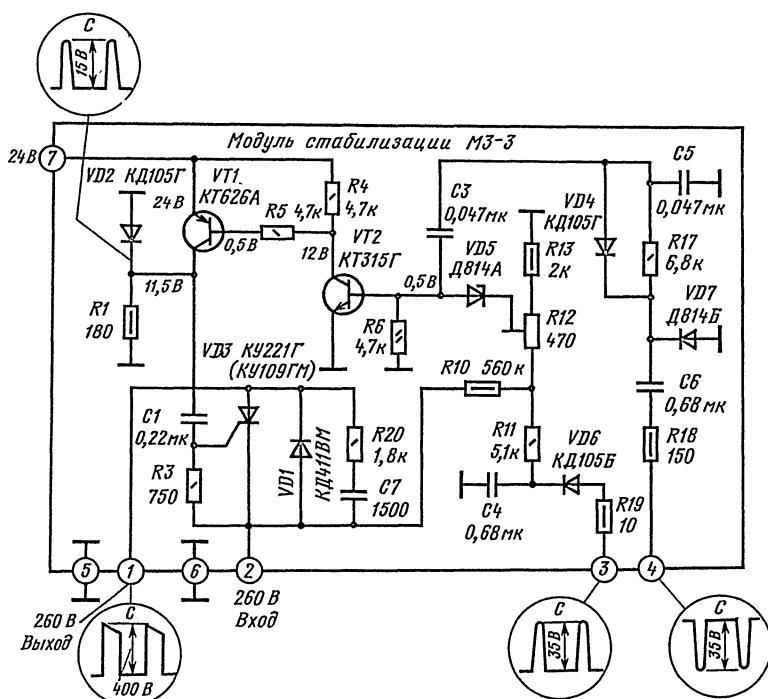 С
15 В
Модуль стабилизации М3-3
24В
7
VD2 КД105Г
VT1
КТ626А
24В
R4
4,7к
R5 4,7к
0,5В
12В
VT2
КТ315Г
C3
0,047мк
VD4
КД105Г
C5
0,047мк
VD5
Д814А
0,5В
R13
2к
R17
6,8к
11,5В
R1
180
R6
4,7к
R12
470
VD7
Д814Б
VD3 КУ221Г
(КУ109ГМ)
R10 560к
C6
0,68мк
C1
0,22мк
R3
750
VD1
КД411ВМ
R20
1,8к
C7
1500
R11
5,1к
VD6
КД105Б
R18
150
C4
0,68мк
R19
10
5
1
6
2
3
4
260 В
Выход
260 В
Вход
С
400 В
С
35В
С
35В